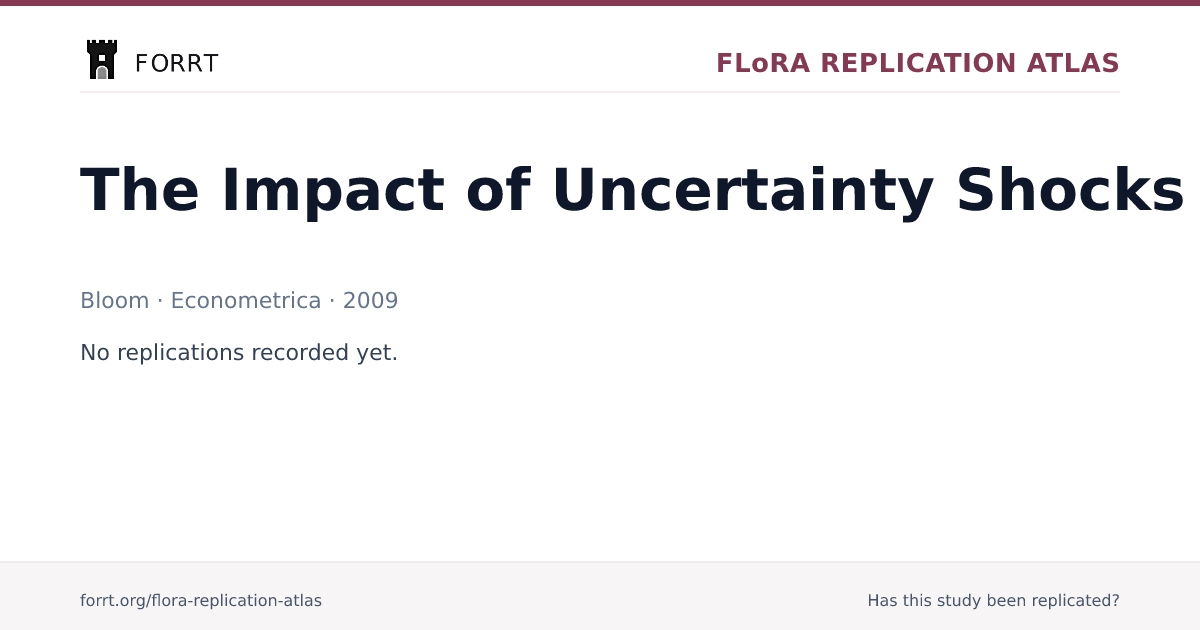 FORRT
FLoRA REPLICATION ATLAS
The Impact of Uncertainty Shocks
Bloom · Econometrica · 2009
No replications recorded yet.
forrt.org/flora-replication-atlas
Has this study been replicated?